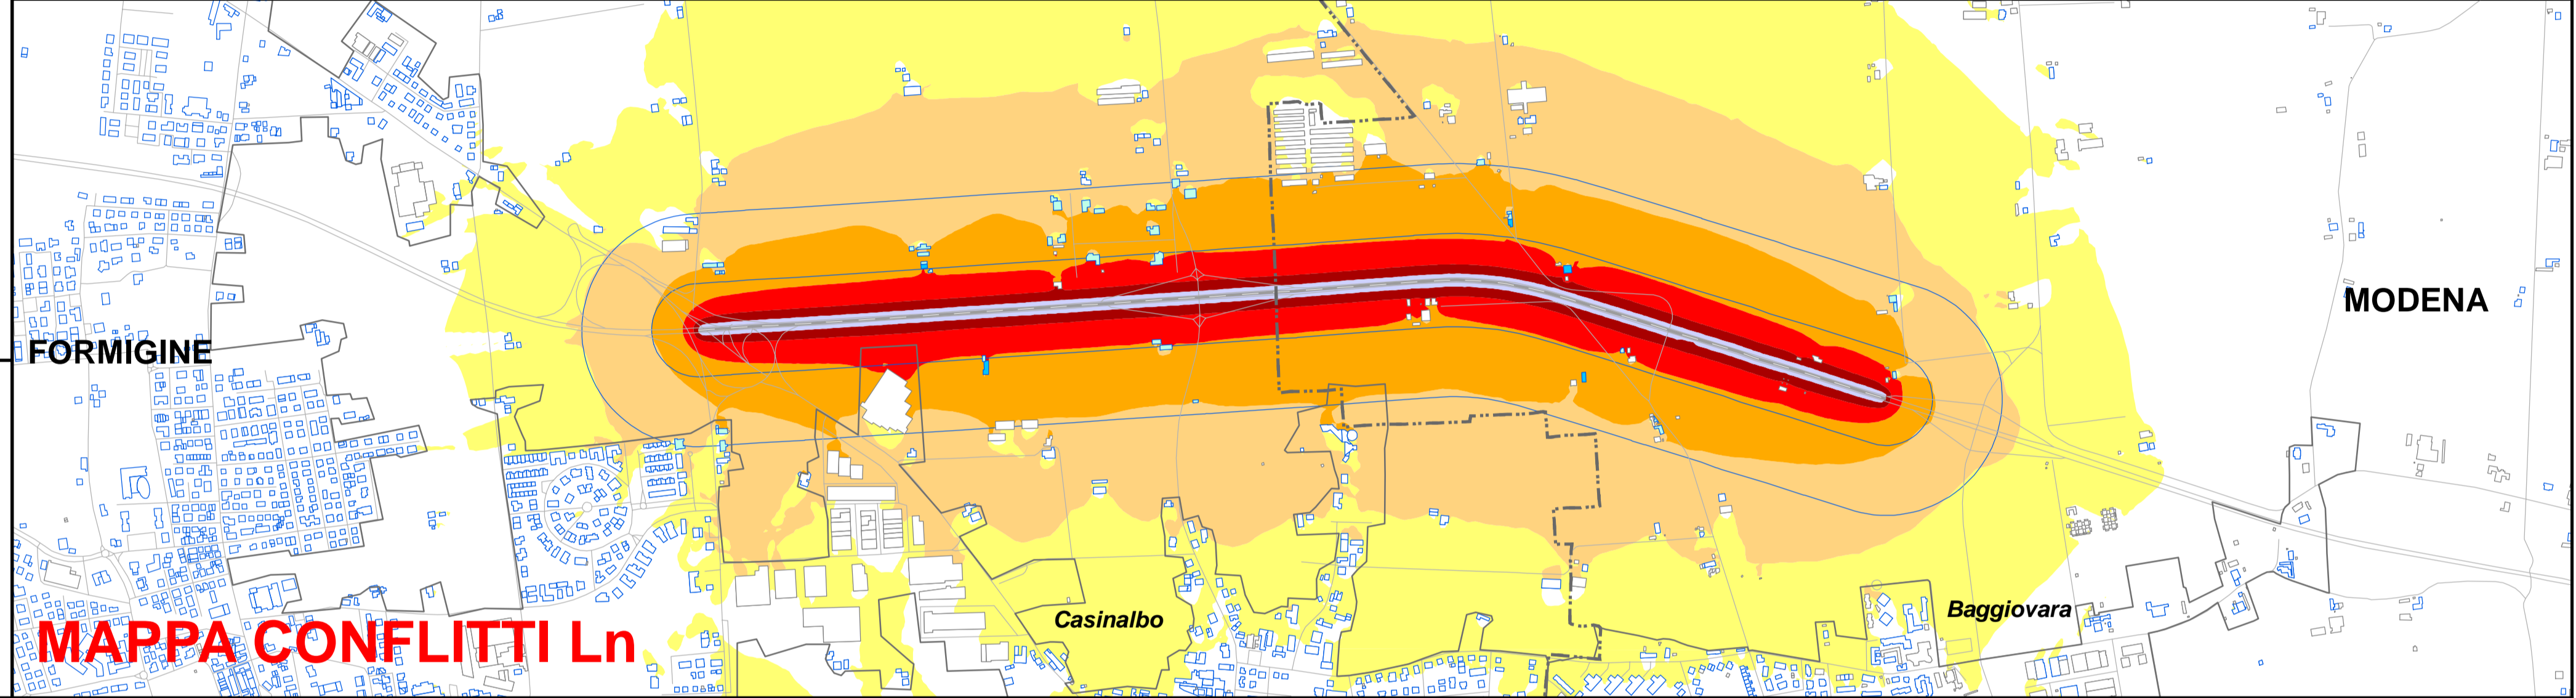 MODENA
FORMIGINE
Casinalbo
Baggiovara
MAPPA CONFLITTI Ln